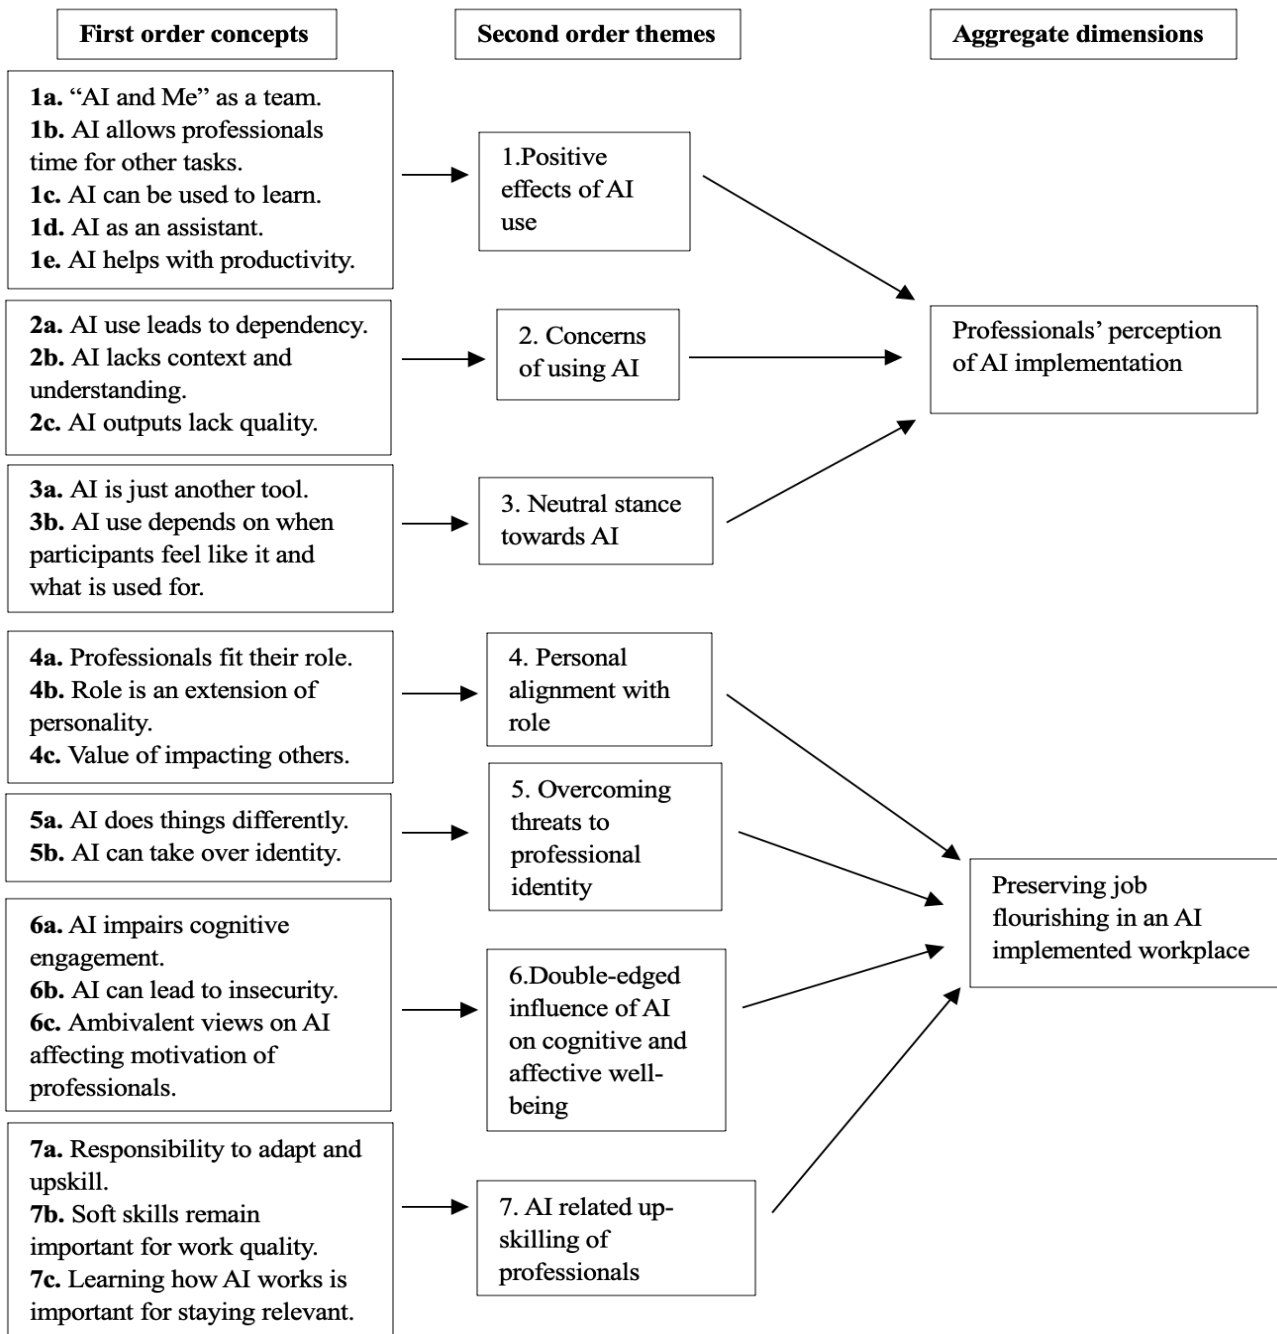 First order concepts
Second order themes
Aggregate dimensions
1a. “AI and Me” as a team.
1b. AI allows professionals
time for other tasks.
1c. AI can be used to learn.
1d. AI as an assistant.
1e. AI helps with productivity.
1.Positive
effects of AI
use
2a. AI use leads to dependency.
2b. AI lacks context and
understanding.
2c. AI outputs lack quality.
2. Concerns
of using AI
Professionals’ perception
of AI implementation
3a. AI is just another tool.
3b. AI use depends on when
participants feel like it and
what is used for.
3. Neutral stance
towards AI
4a. Professionals fit their role.
4b. Role is an extension of
personality.
4c. Value of impacting others.
4. Personal
alignment with
role
5a. AI does things differently.
5b. AI can take over identity.
5. Overcoming
threats to
professional
identity
6a. AI impairs cognitive
engagement.
6b. AI can lead to insecurity.
6c. Ambivalent views on AI
affecting motivation of
professionals.
6.Double-edged
influence of AI
on cognitive and
affective well-
being
Preserving job
flourishing in an AI
implemented workplace
7a. Responsibility to adapt and
upskill.
7b. Soft skills remain
important for work quality.
7c. Learning how AI works is
important for staying relevant.
7. AI related up-
skilling of
professionals